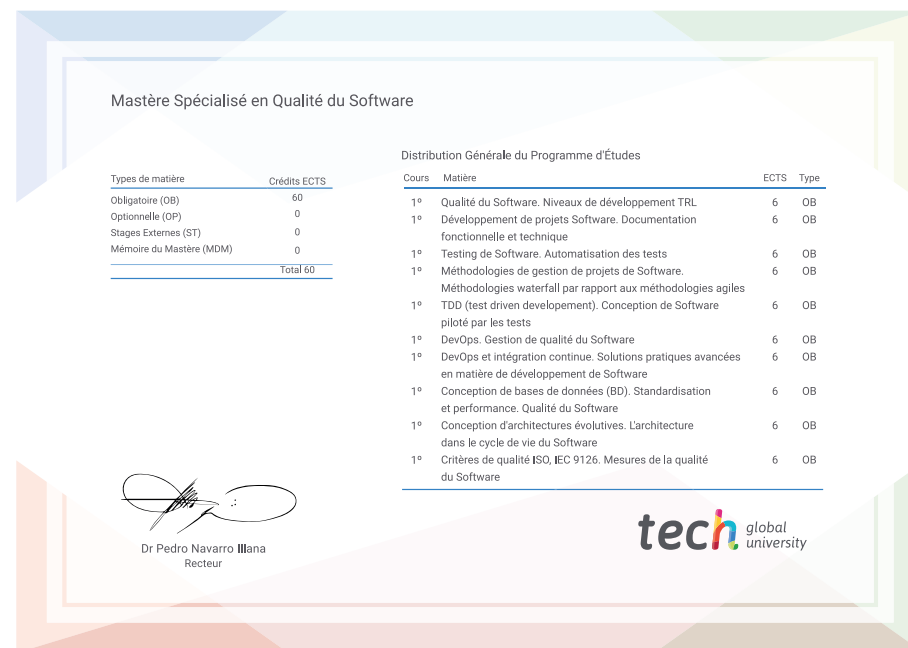 Mastère Spécialisé en Qualité du Software
Types de matière Crédits ECTS
Obligatoire (OB) 60
Optionnelle (OP) 0
Stages Externes (ST) 0
Mémoire du Mastère (MDM) 0
Total 60
Distribution Générale du Programme d'Études
Cours Matière ECTS Type
1º Qualité du Software. Niveaux de développement TRL 6 OB
1º Développement de projets Software. Documentation 6 OB
fonctionnelle et technique
1º Testing de Software. Automatisation des tests 6 OB
1º Méthodologies de gestion de projets de Software. 6 OB
Méthodologies waterfall par rapport aux méthodologies agiles
1º TDD (test driven developement). Conception de Software 6 OB
piloté par les tests
1º DevOps. Gestion de qualité du Software 6 OB
1º DevOps et intégration continue. Solutions pratiques avancées 6 OB
en matière de développement de Software
1º Conception de bases de données (BD). Standardisation 6 OB
et performance. Qualité du Software
1º Conception d'architectures évolutives. L'architecture 6 OB
dans le cycle de vie du Software
1º Critères de qualité ISO, IEC 9126. Mesures de la qualité 6 OB
du Software
Dr Pedro Navarro Illana
Recteur
tech global
university